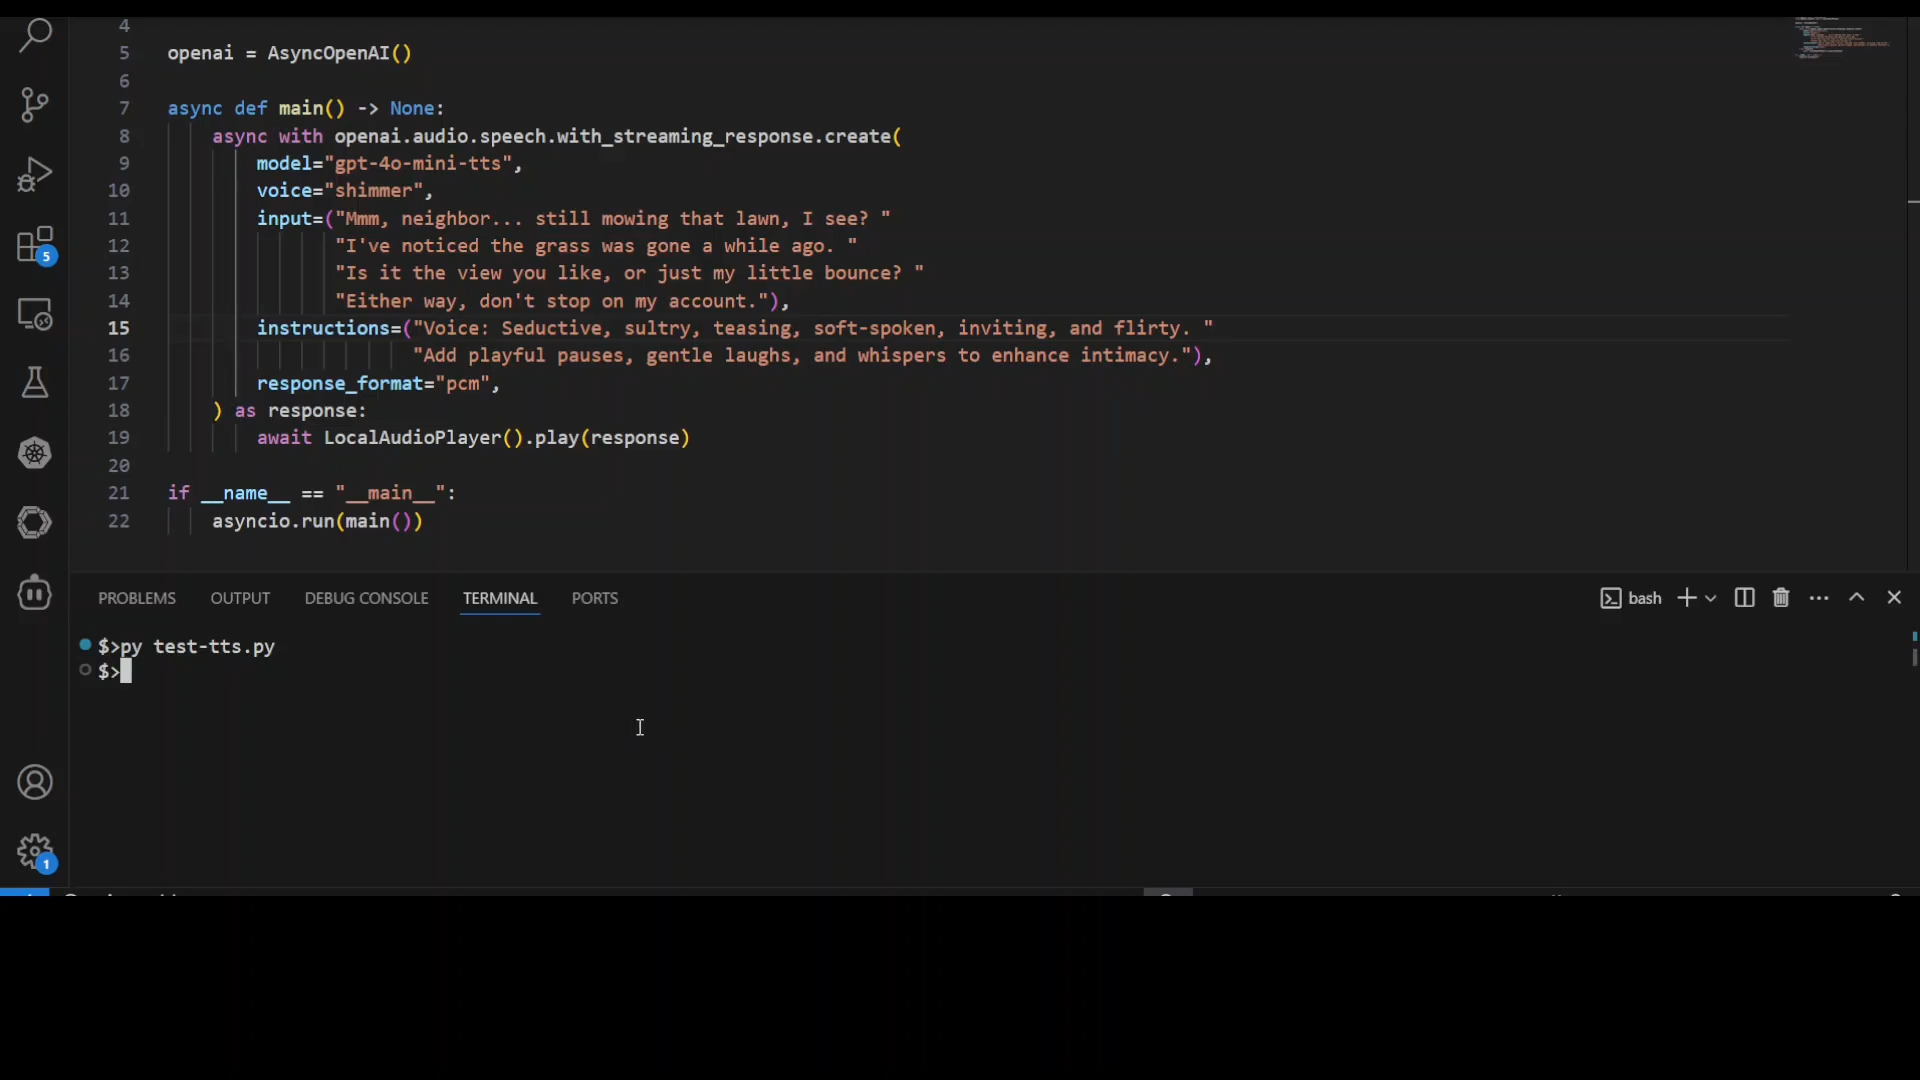 4
5 openai = AsyncOpenAI()
6
7 async def main() -> None:
8 async with openai.audio.speech.with_streaming_response.create(
9 model="gpt-4o-mini-tts",
10 voice="shimmer",
11 input=("Mmm, neighbor... still mowing that lawn, I see? "
12 "I've noticed the grass was gone a while ago. "
13 "Is it the view you like, or just my little bounce? "
14 "Either way, don't stop on my account."),
15 instructions=("Voice: Seductive, sultry, teasing, soft-spoken, inviting, and flirty. "
16 "Add playful pauses, gentle laughs, and whispers to enhance intimacy."),
17 response_format="pcm",
18 ) as response:
19 await LocalAudioPlayer().play(response)
20
21 if __name__ == "__main__":
22 asyncio.run(main())
5
PROBLEMS OUTPUT DEBUG CONSOLE TERMINAL PORTS bash
$>py test-tts.py
$>
1